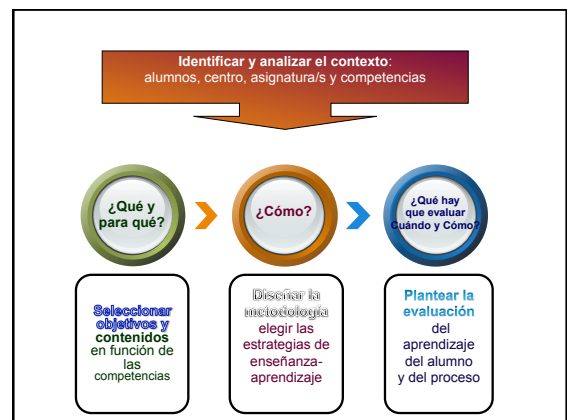 Identificar y analizar el contexto:
alumnos, centro, asignatura/s y competencias
¿Qué y
para qué?
¿Cómo?
¿Qué hay
que evaluar
Cuándo y Cómo?
Seleccionar
objetivos y
contenidos
en función de
las
competencias
Diseñar la
metodología
elegir las
estrategias de
enseñanza-
aprendizaje
Plantear la
evaluación
del
aprendizaje
del alumno
y del proceso